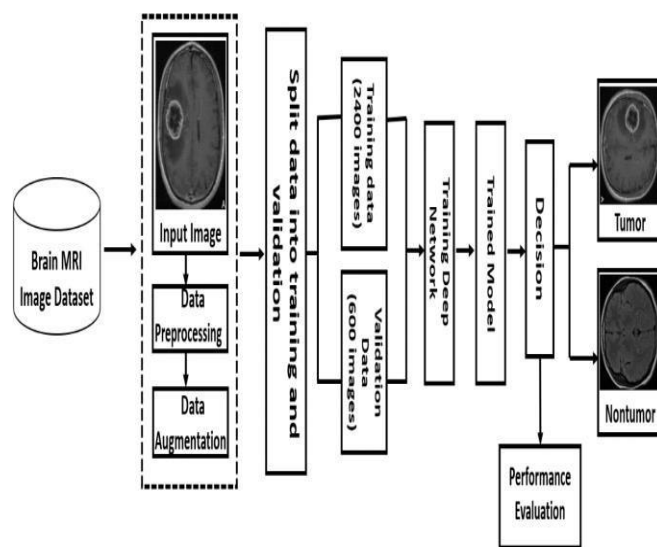 Brain MRI
Image Dataset
Input Image
Data
Preprocessing
Data
Augmentation
Split data into training and
validation
Training data
(2400 images)
Validation
Data
(600 images)
Training Deep
Network
Trained Model
Decision
Tumor
Nontumor
Performance
Evaluation